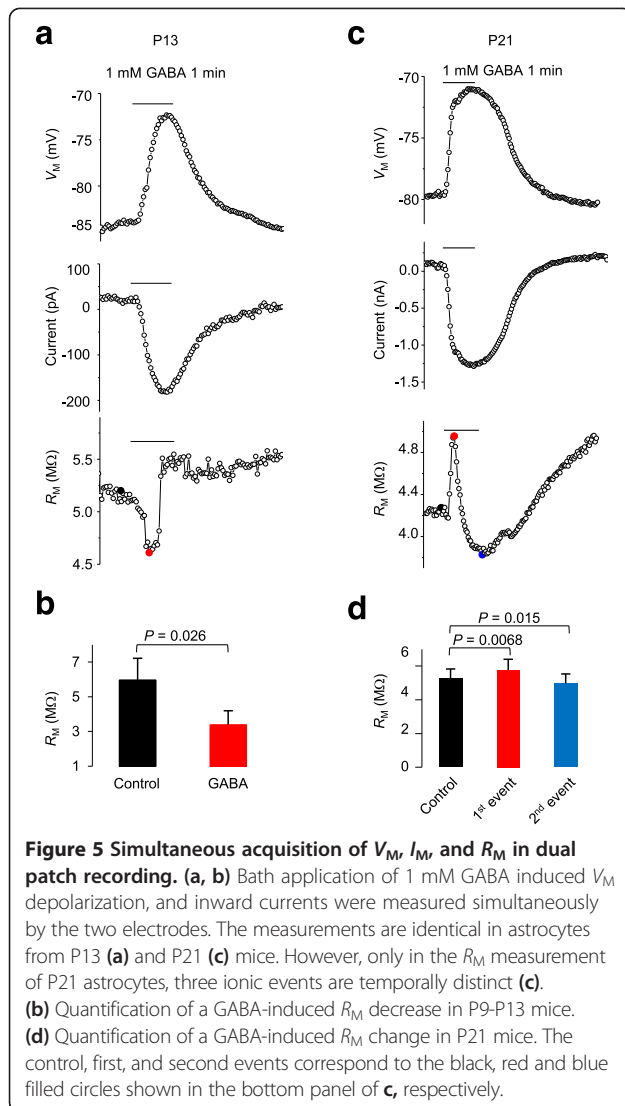 a
P13
1 mM GABA 1 min
-70
-75
-80
-85
VM (mV)
100
0
-100
-200
Current (pA)
5.5
5.0
4.5
RM (MΩ)
c
P21
1 mM GABA 1 min
-70
-75
-80
VM (mV)
0.0
-0.5
-1.0
-1.5
Current (nA)
4.8
4.2
3.6
RM (MΩ)
b
P = 0.026
7
5
3
1
RM (MΩ)
Control
GABA
d
P = 0.015
P = 0.0068
6
4
2
0
RM (MΩ)
Control
1st event
2nd event
Figure 5 Simultaneous acquisition of VM, IM, and RM in dual
patch recording. (a, b) Bath application of 1 mM GABA induced VM
depolarization, and inward currents were measured simultaneously
by the two electrodes. The measurements are identical in astrocytes
from P13 (a) and P21 (c) mice. However, only in the RM measurement
of P21 astrocytes, three ionic events are temporally distinct (c).
(b) Quantification of a GABA-induced RM decrease in P9-P13 mice.
(d) Quantification of a GABA-induced RM change in P21 mice. The
control, first, and second events correspond to the black, red and blue
filled circles shown in the bottom panel of c, respectively.